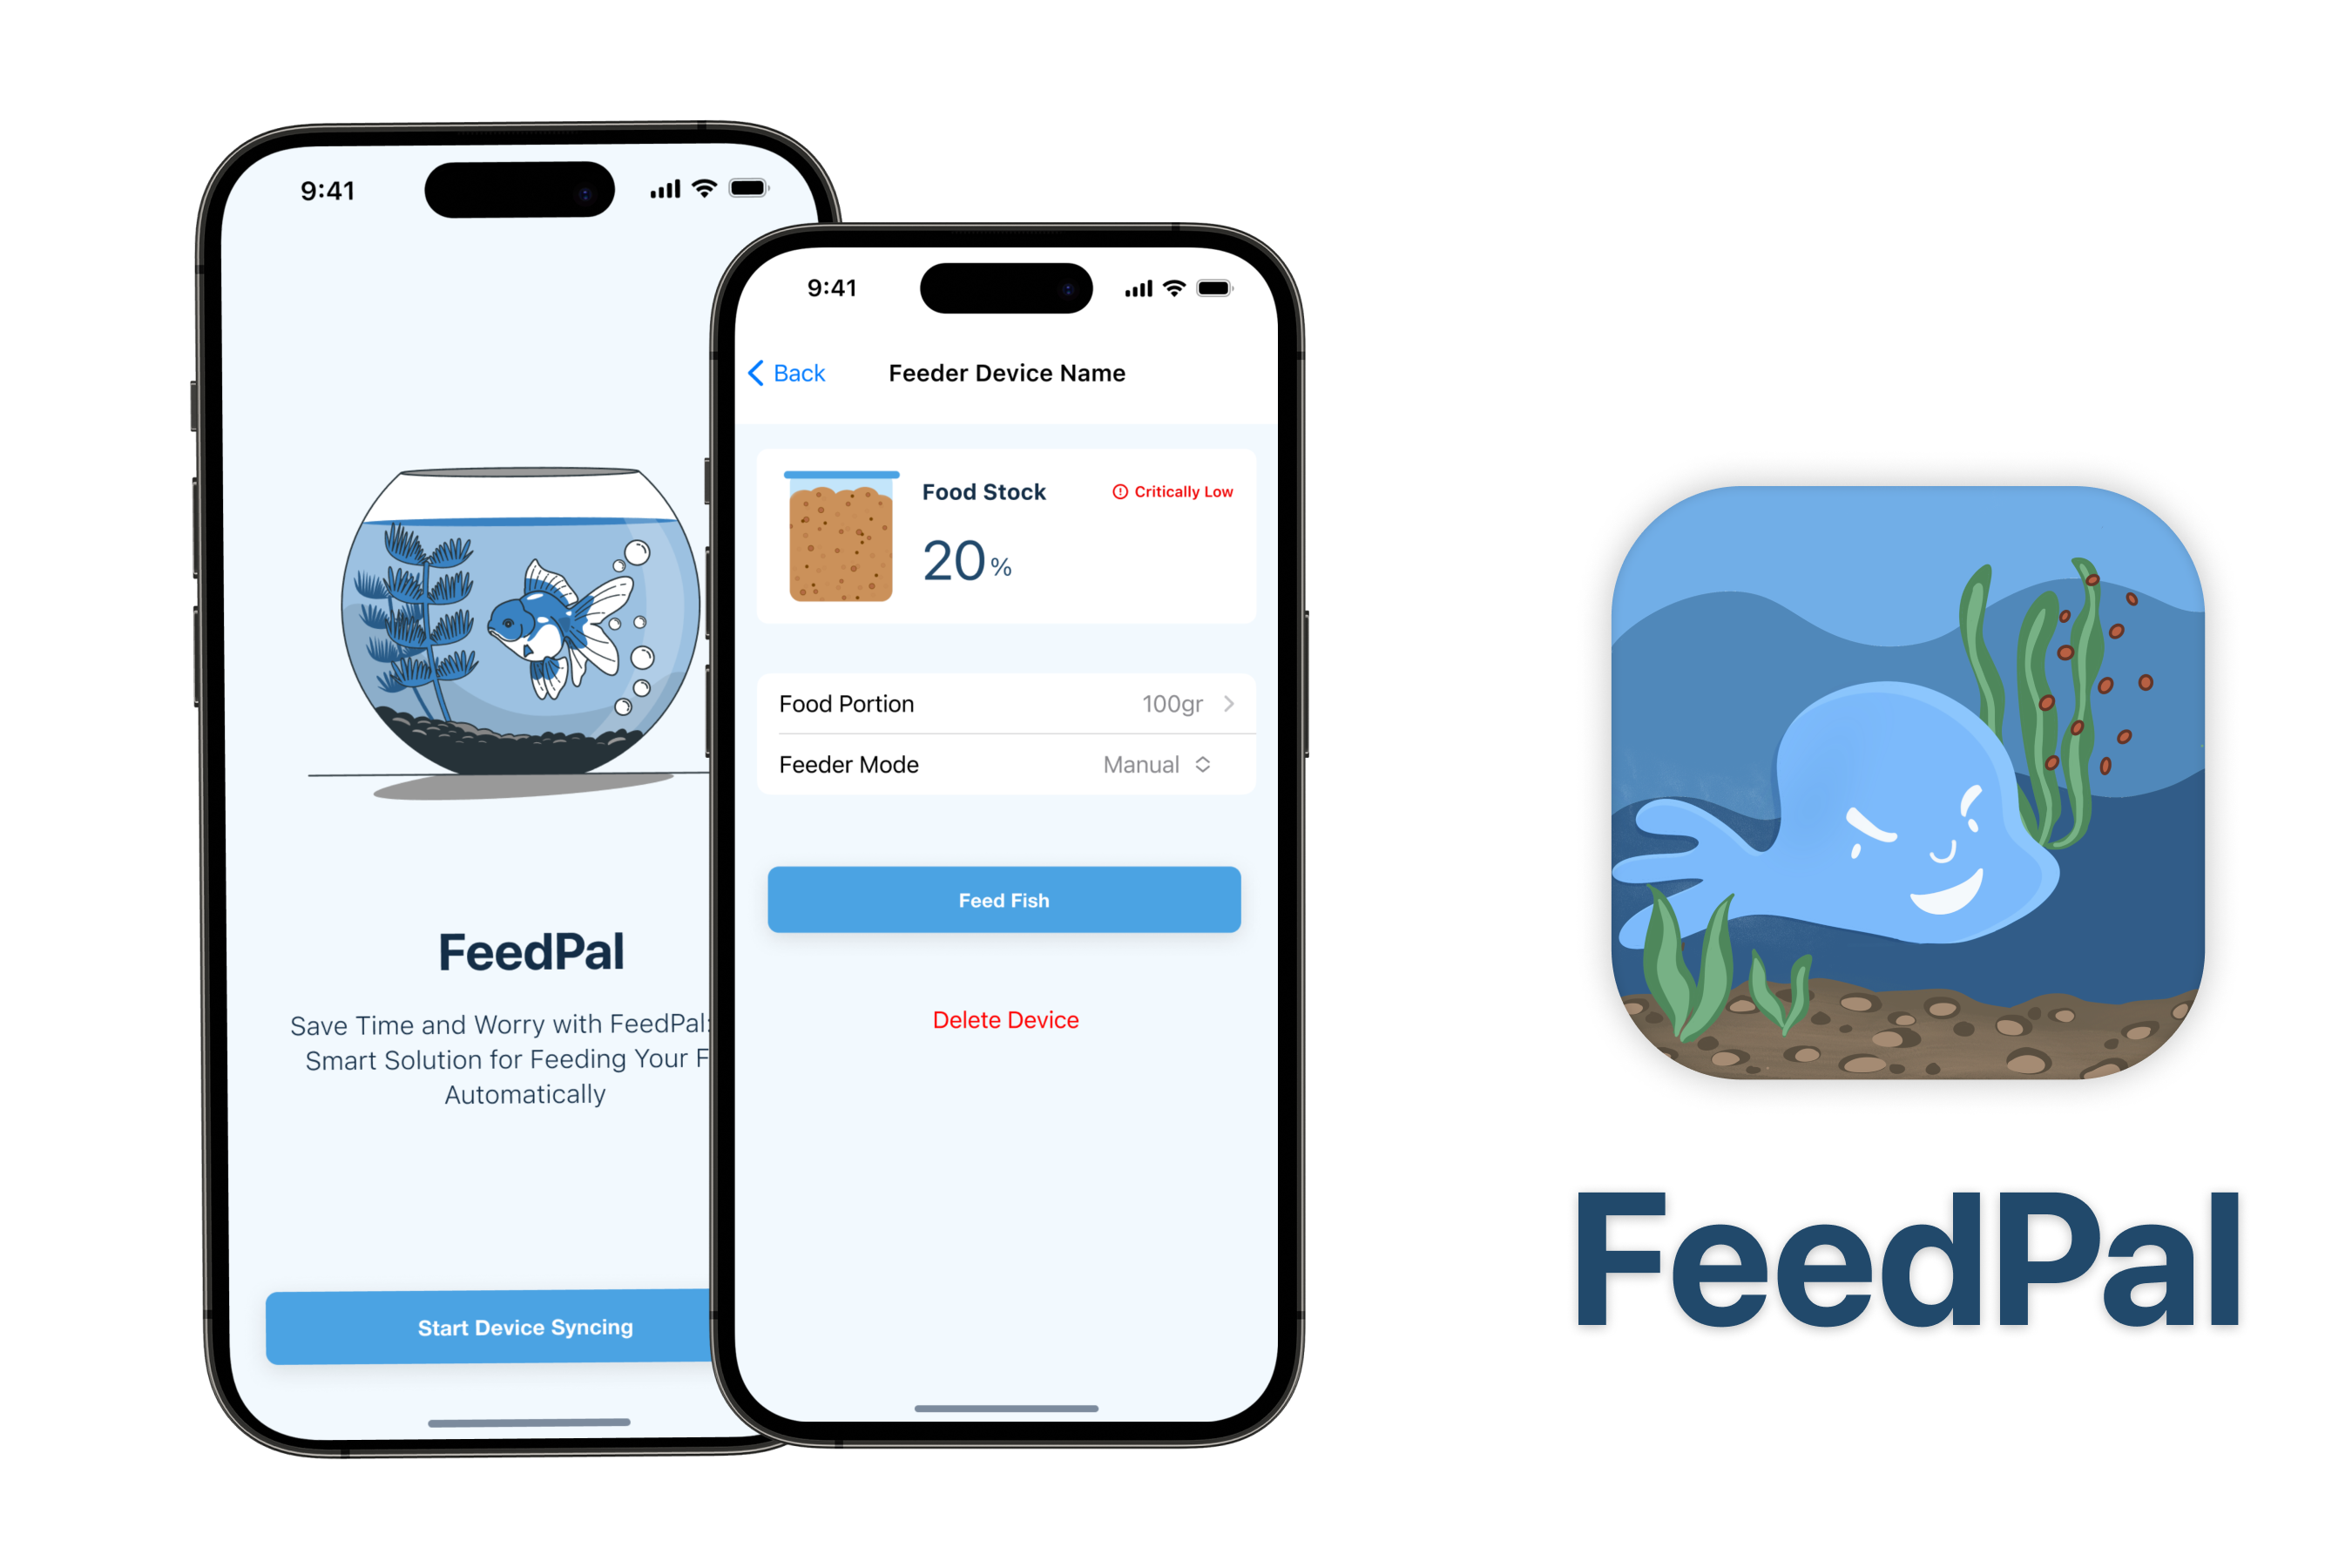 9:41
FeedPal
Save Time and Worry with FeedPal:
Smart Solution for Feeding Your
Automatically
Start Device Syncing
9:41
Back
Feeder Device Name
Food Stock
Critically Low
20%
Food Portion
100gr
Feeder Mode
Manual
Feed Fish
Delete Device
FeedPal